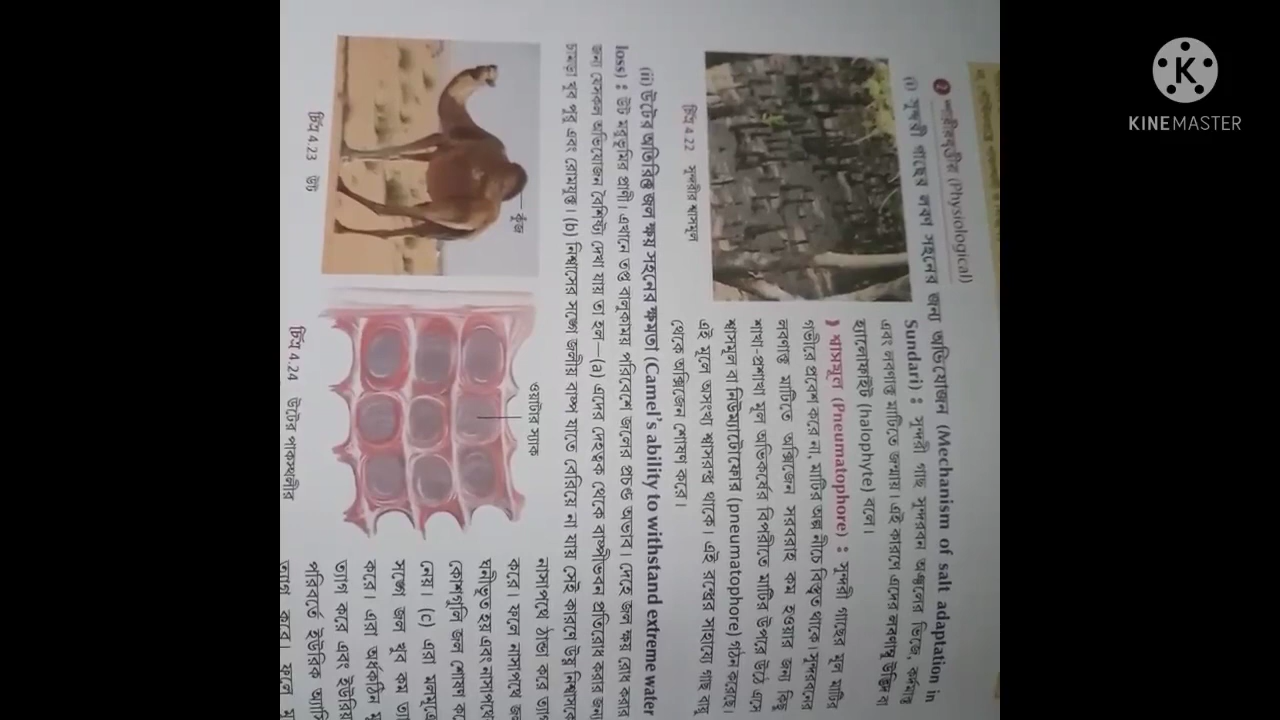 ❷ শারীরবৃত্তীয় (Physiological)
(i) সুন্দরী গাছের লবণ সহনের জন্য অভিযোজন (Mechanism of salt adaptation in
Sundari) : সুন্দরী গাছ সুন্দরবন অঞ্চলের ভিজে, কর্দমাক্ত
এবং লবণাক্ত মাটিতে জন্মায়। এই কারণে এদের লবণাম্বু উদ্ভিদ বা
হ্যালোফাইট (halophyte) বলে।
শ্বাসমূল (Pneumatophore) : সুন্দরী গাছের মূল মাটির
গভীরে প্রবেশ করে না, মাটির অল্প নীচে বিস্তৃত থাকে। সুন্দরবনের
লবণাক্ত মাটিতে অক্সিজেন সরবরাহ কম হওয়ার জন্য কিছু
শাখা-প্রশাখা মূল অভিকর্ষের বিপরীতে মাটির উপরে উঠে এসে
শ্বাসমূল বা নিউম্যাটোফোর (pneumatophore) গঠন করেছে।
এই মূলে অসংখ্য শ্বাসরন্ধ্র থাকে। এই রন্ধ্রের সাহায্যে গাছ বায়ু
থেকে অক্সিজেন শোষণ করে।
চিত্র 4.22 সুন্দরীর শ্বাসমূল
(ii) উটের অতিরিক্ত জল ক্ষয় সহনের ক্ষমতা (Camel's ability to withstand extreme water
loss) : উট মরুভূমির প্রাণী। এখানে তপ্ত বালুকাময় পরিবেশে জলের প্রচণ্ড অভাব। দেহে জল ক্ষয় রোধ করার
জন্য যেসকল অভিযোজন বৈশিষ্ট্য দেখা যায় তা হল—(a) এদের দেহত্বক থেকে বাষ্পীভবন প্রতিরোধ করার জন্য
চামড়া খুব পুরু এবং রোমযুক্ত। (b) নিশ্বাসের সঙ্গে জলীয় বাষ্প যাতে বেরিয়ে না যায় সেই কারণে উষ্ণ নিশ্বাসকে
কুঁজ
চিত্র 4.23 উট
ওয়াটার স্যাক
চিত্র 4.24 উটের পাকস্থলীর
নাসাপথে ঠান্ডা করে ত্যাগ
করে। ফলে নাসাপথে জ
ঘনীভূত হয় এবং নাসাপথে
কোশগুলি জল শোষণ ক
নেয়। (c) এরা মলমূত্রে
সঙ্গে জল খুব কম ত্যা
করে। এরা অর্ধকঠিন ম
ত্যাগ করে এবং ইউরিয়
পরিবর্তে ইউরিক অ্যাসি
ত্যাগ করে। ফলে ম
KINEMASTER